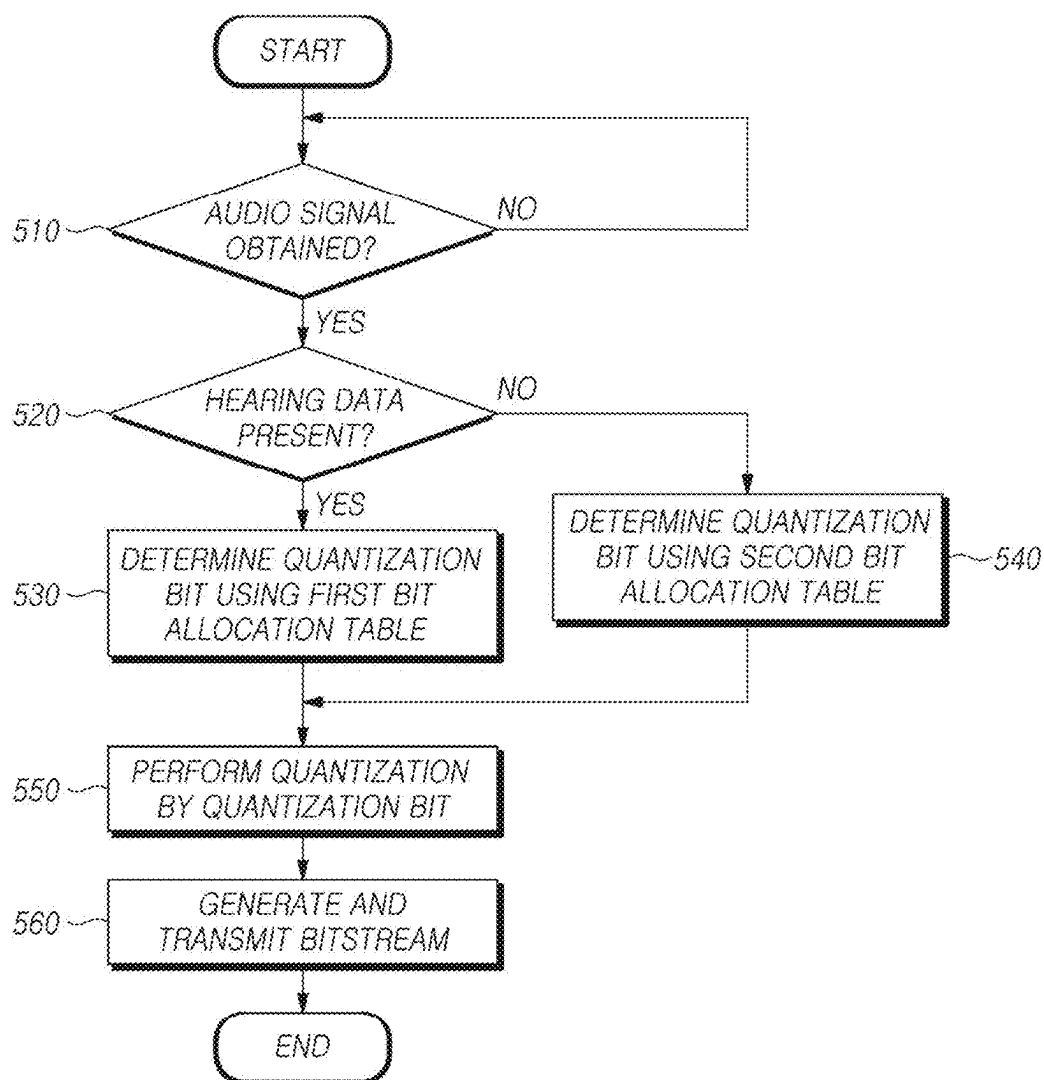 START
510
AUDIO SIGNAL
OBTAINED?
NO
YES
520
HEARING DATA
PRESENT?
NO
YES
530
DETERMINE QUANTIZATION
BIT USING FIRST BIT
ALLOCATION TABLE
DETERMINE QUANTIZATION
BIT USING SECOND BIT
ALLOCATION TABLE
540
550
PERFORM QUANTIZATION
BY QUANTIZATION BIT
560
GENERATE AND
TRANSMIT BITSTREAM
END